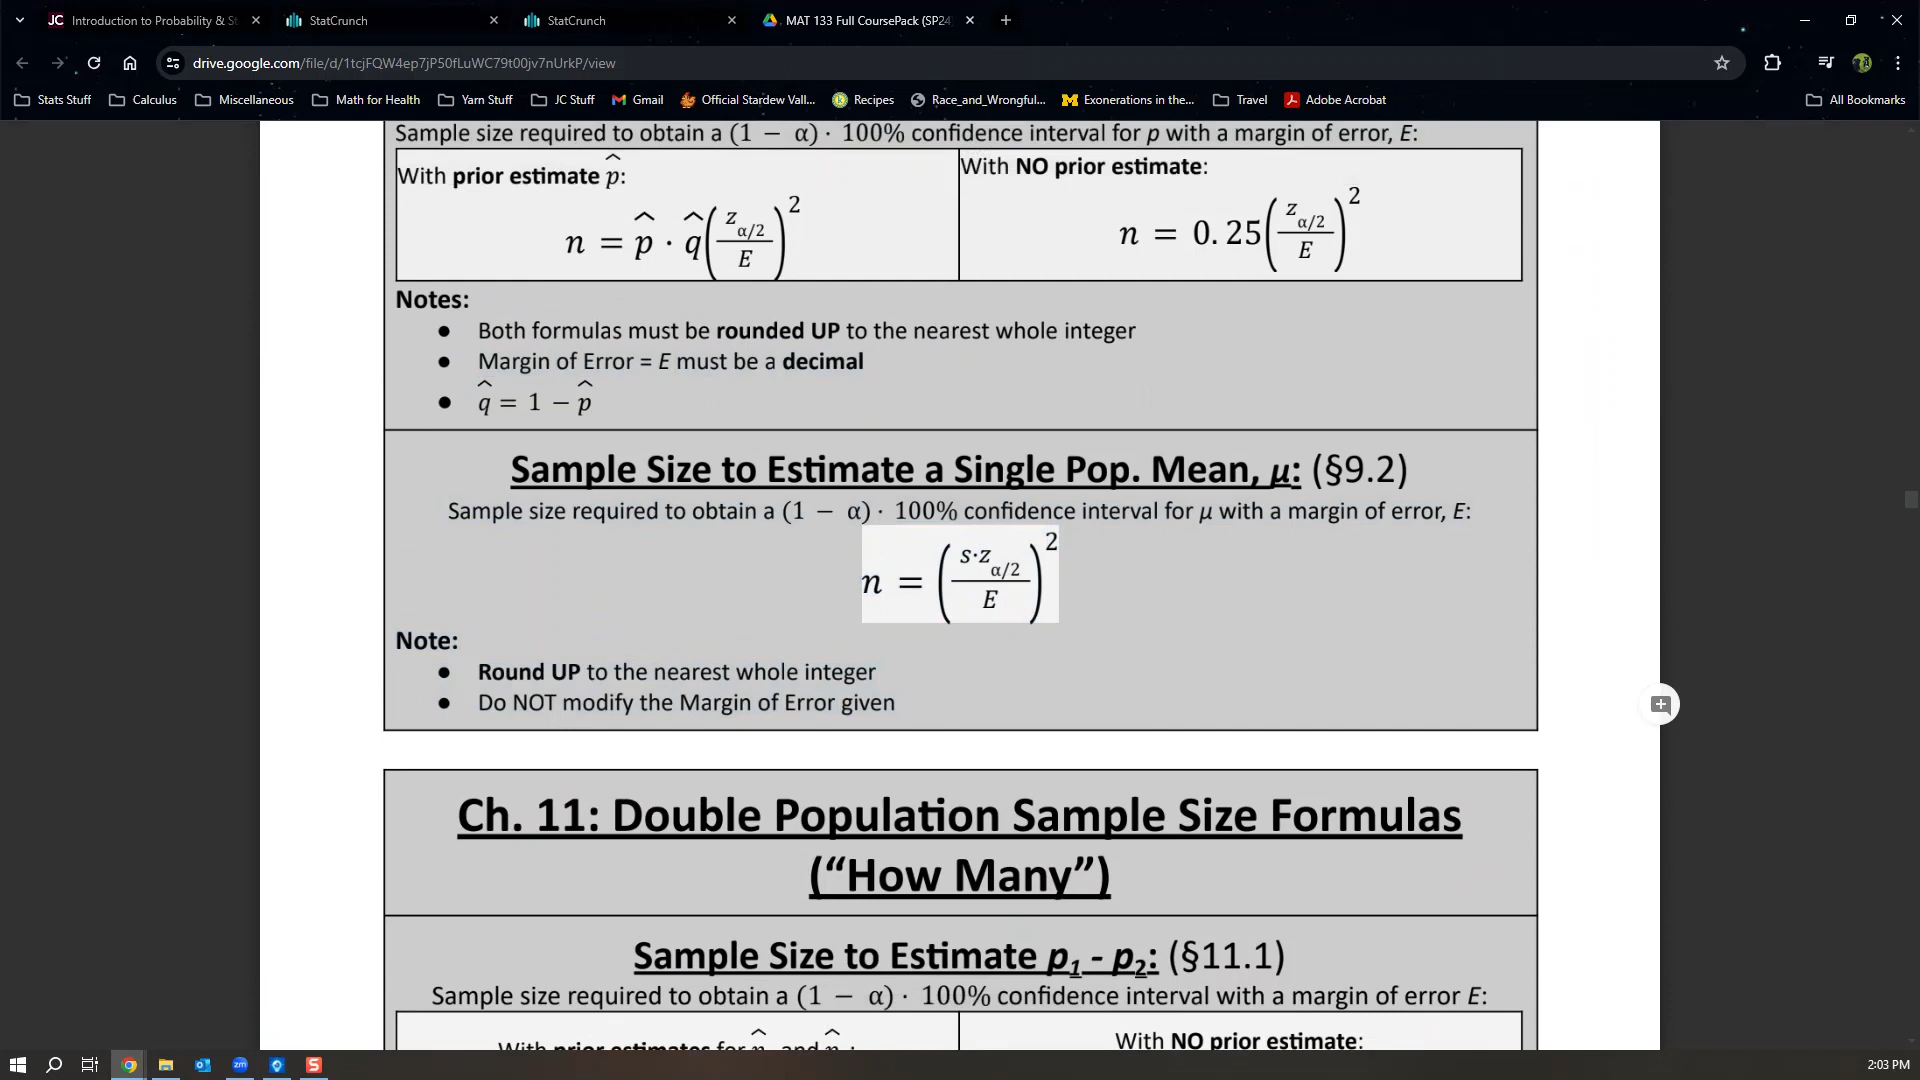 Introduction to Probability & St
StatCrunch
StatCrunch
MAT 133 Full CoursePack (SP24
drive.google.com/file/d/1tcjFQW4ep7jP50fLuWC79t00jv7nUrkP/view
Stats Stuff
Calculus
Miscellaneous
Math for Health
Yarn Stuff
JC Stuff
Gmail
Official Stardew Vall...
Recipes
Race_and_Wrongful...
Exonerations in the...
Travel
Adobe Acrobat
All Bookmarks
Sample size required to obtain a (1 − α) · 100% confidence interval for p with a margin of error, E:
With prior estimate p̂:
n = p̂ · q̂(z_α/2 / E)²
With NO prior estimate:
n = 0.25(z_α/2 / E)²
Notes:
● Both formulas must be rounded UP to the nearest whole integer
● Margin of Error = E must be a decimal
● q̂ = 1 − p̂
Sample Size to Estimate a Single Pop. Mean, μ: (§9.2)
Sample size required to obtain a (1 − α) · 100% confidence interval for μ with a margin of error, E:
n = (s·z_α/2 / E)²
Note:
● Round UP to the nearest whole integer
● Do NOT modify the Margin of Error given
Ch. 11: Double Population Sample Size Formulas
(“How Many”)
Sample Size to Estimate p₁ - p₂: (§11.1)
Sample size required to obtain a (1 − α) · 100% confidence interval with a margin of error E:
With prior estimates for p̂ and p̂ :
With NO prior estimate:
2:03 PM